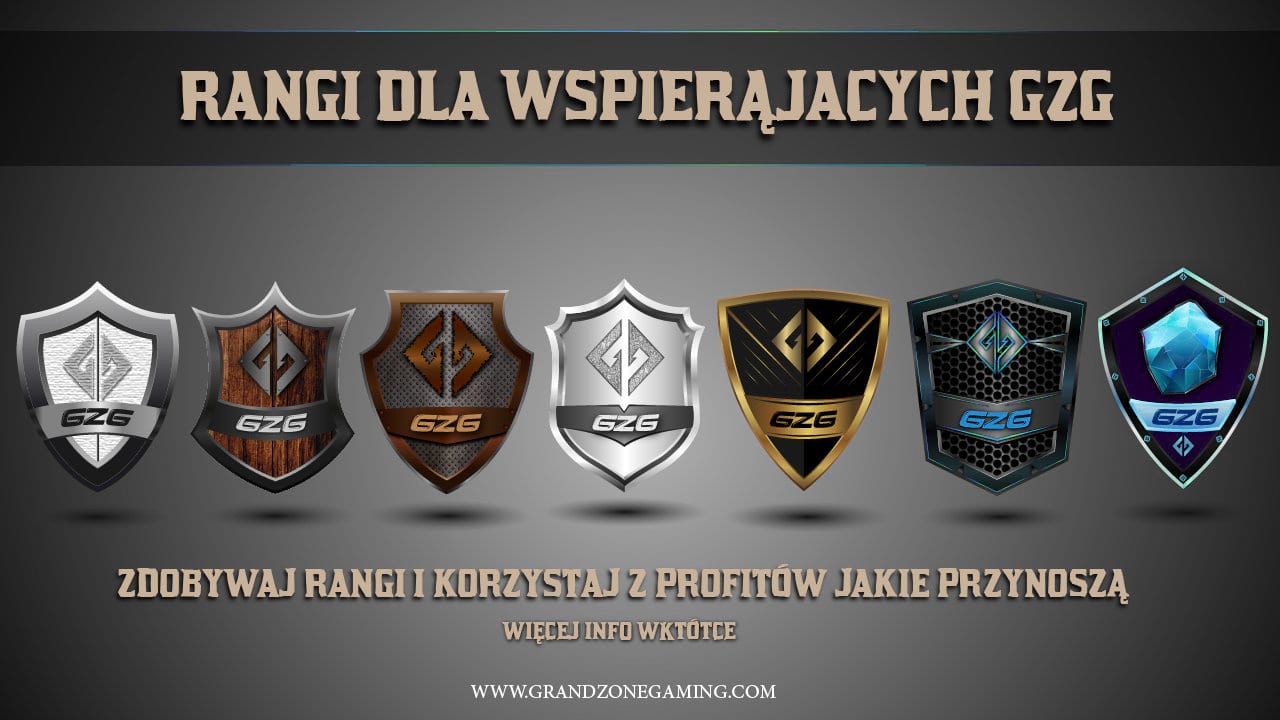 RANGI DLA WSPIERĄJACYCH GZG
GZG GZG GZG GZG GZG GZG GZG
ZDOBYWAJ RANGI I KORZYSTAJ Z PROFITÓW JAKIE PRZYNOSZĄ
WIĘCEJ INFO WKTÓTCE
WWW.GRANDZONEGAMING.COM